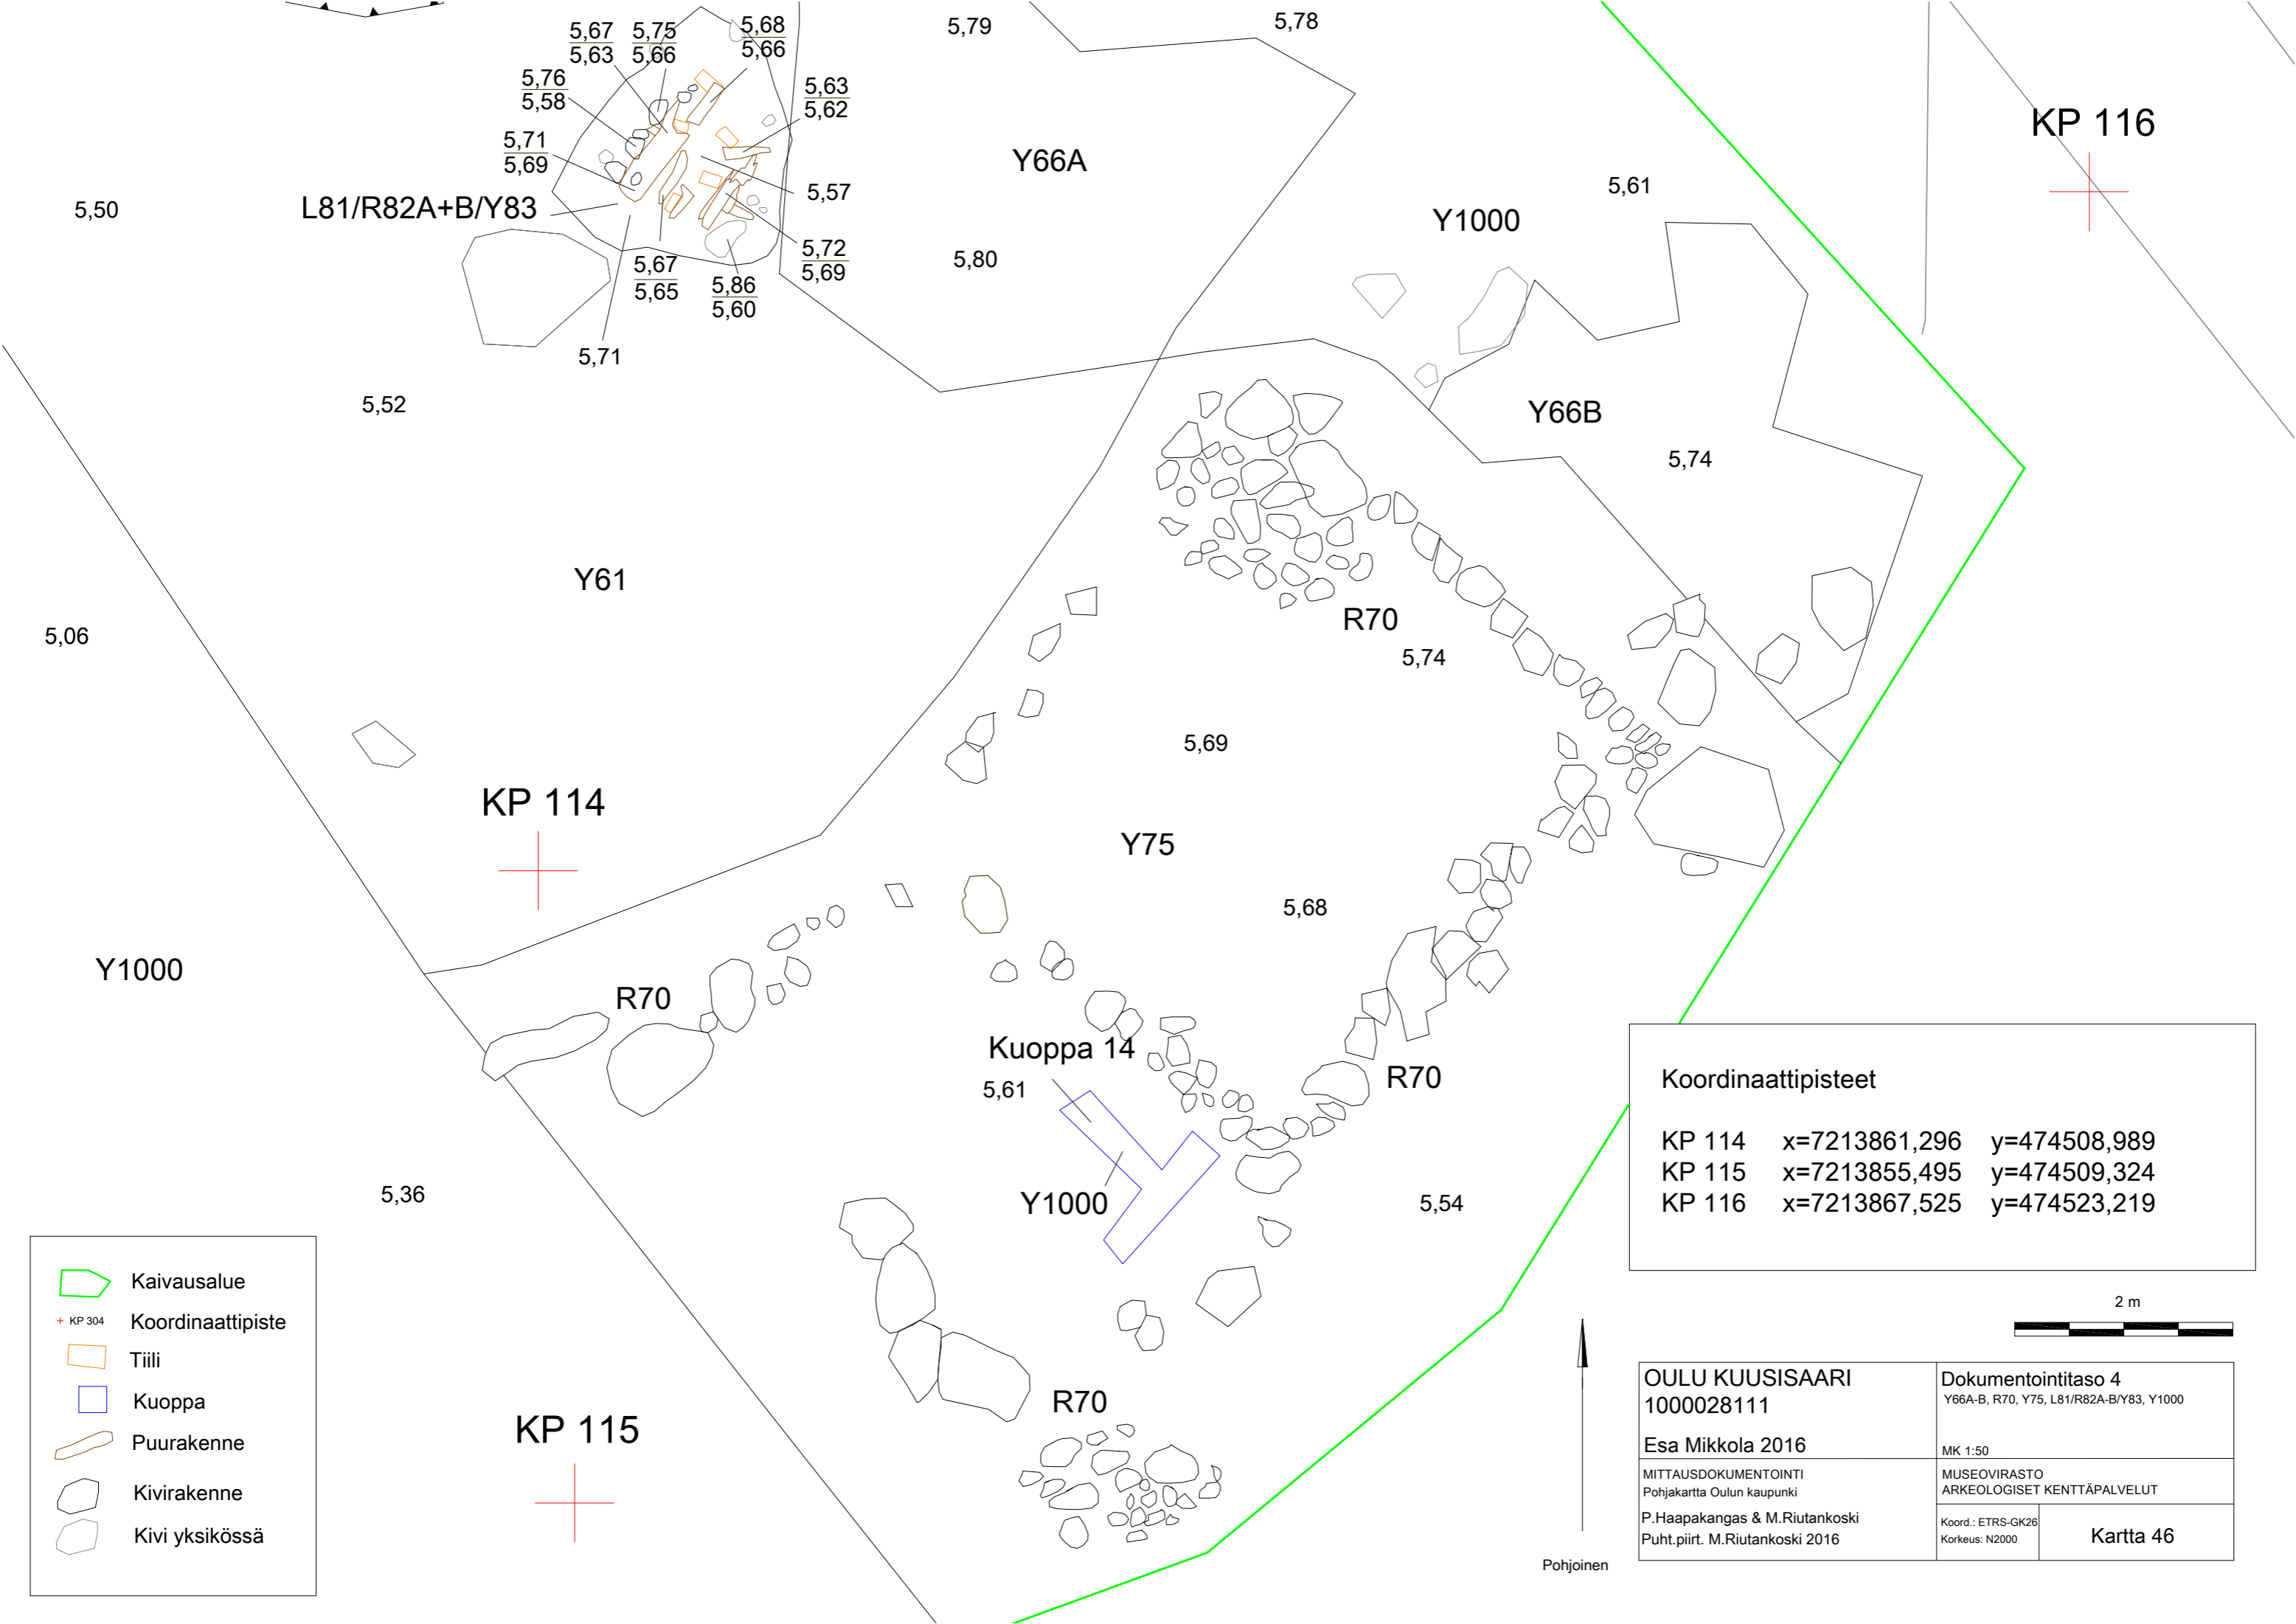 5,79
5,78
5,67
5,63
5,75
5,66
5,68
5,66
5,76
5,58
5,63
5,62
5,71
5,69
KP 116
Y66A
5,57
5,61
5,50
L81/R82A+B/Y83
Y1000
5,72
5,69
5,80
5,67
5,65
5,86
5,60
5,71
5,52
Y66B
5,74
Y61
R70
5,06
5,74
5,69
KP 114
Y75
5,68
Y1000
R70
Kuoppa 14
5,61
R70
Y1000
5,36
5,54
R70
KP 115
Koordinaattipisteet
KP 114 x=7213861,296 y=474508,989
KP 115 x=7213855,495 y=474509,324
KP 116 x=7213867,525 y=474523,219
Kaivausalue
KP 304 Koordinaattipiste
Tiili
Kuoppa
Puurakenne
Kivirakenne
Kivi yksikössä
2 m
Pohjoinen
OULU KUUSISAARI
1000028111
Esa Mikkola 2016
Dokumentointitaso 4
Y66A-B, R70, Y75, L81/R82A-B/Y83, Y1000
MK 1:50
MITTAUSDOKUMENTOINTI
Pohjakartta Oulun kaupunki
P.Haapakangas & M.Riutankoski
Puht.piirt. M.Riutankoski 2016
MUSEOVIRASTO
ARKEOLOGISET KENTTÄPALVELUT
Koord.: ETRS-GK26
Korkeus: N2000
Kartta 46